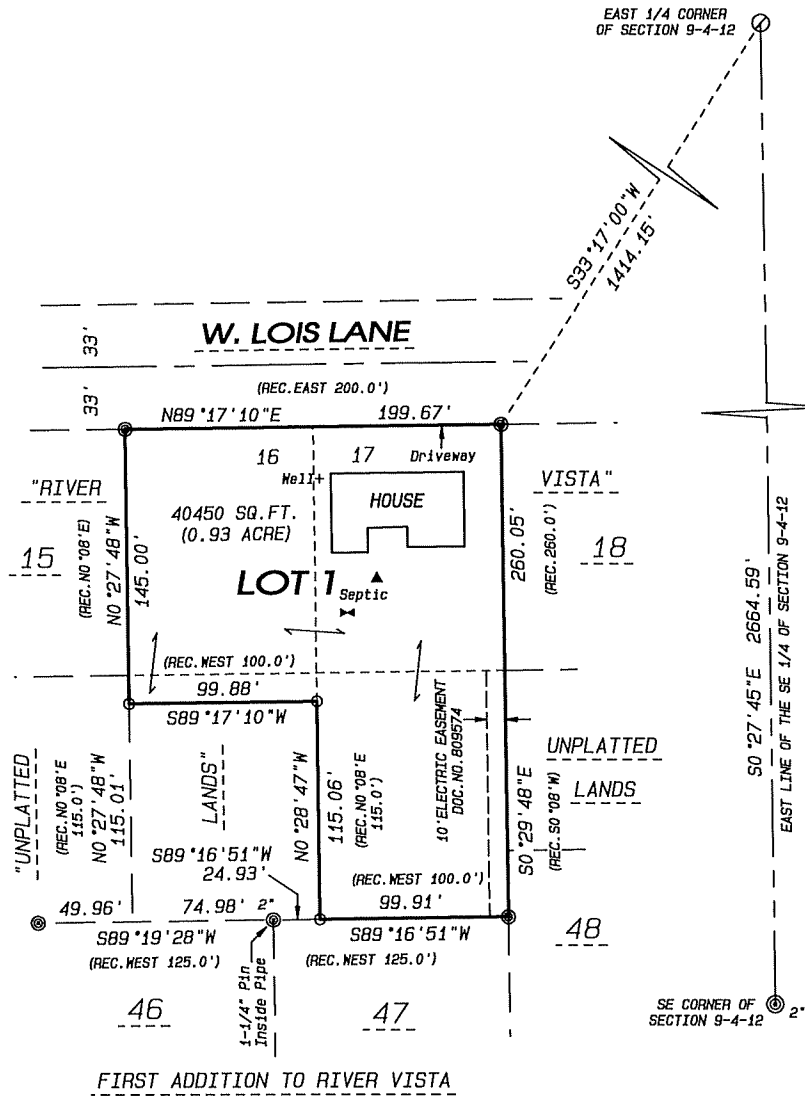 EAST 1/4 CORNER
OF SECTION 9-4-12
S33°17'00"W
1414.15'
33'
W. LOIS LANE
33'
(REC.EAST 200.0')
N89°17'10"E
199.67'
16
17
Driveway
Well+
HOUSE
"RIVER
VISTA"
15
18
(REC.N0°08'E)
N0°27'48"W
145.00'
40450 SQ.FT.
(0.93 ACRE)
LOT 1
Septic
260.05'
(REC.260.0')
S0°27'45"E 2664.59'
EAST LINE OF THE SE 1/4 OF SECTION 9-4-12
(REC.WEST 100.0')
99.88'
S89°17'10"W
"UNPLATTED
LANDS"
(REC.N0°08'E
115.0')
N0°27'48"W
115.01'
N0°28'47"W
115.06'
(REC.N0°08'E
115.0')
10'ELECTRIC EASEMENT
DOC.NO.809574
S0°29'48"E
(REC.S0°08'W)
UNPLATTED
LANDS
S89°16'51"W
24.93'
(REC.WEST 100.0')
99.91'
49.96'
74.98'
2"
S89°19'28"W
S89°16'51"W
(REC.WEST 125.0')
(REC.WEST 125.0')
48
1-1/4" Pin
Inside Pipe
46
47
SE CORNER OF
SECTION 9-4-12
2"
FIRST ADDITION TO RIVER VISTA